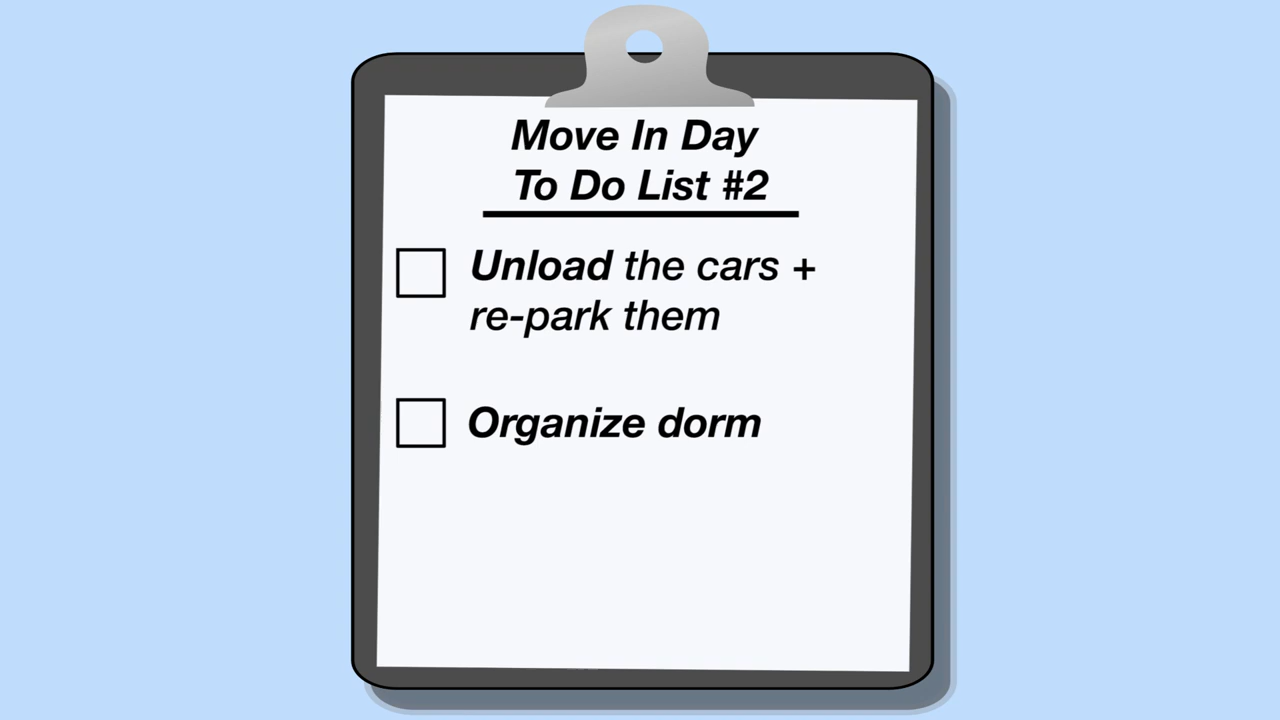 Move In Day
To Do List #2
Unload the cars +
re-park them
Organize dorm